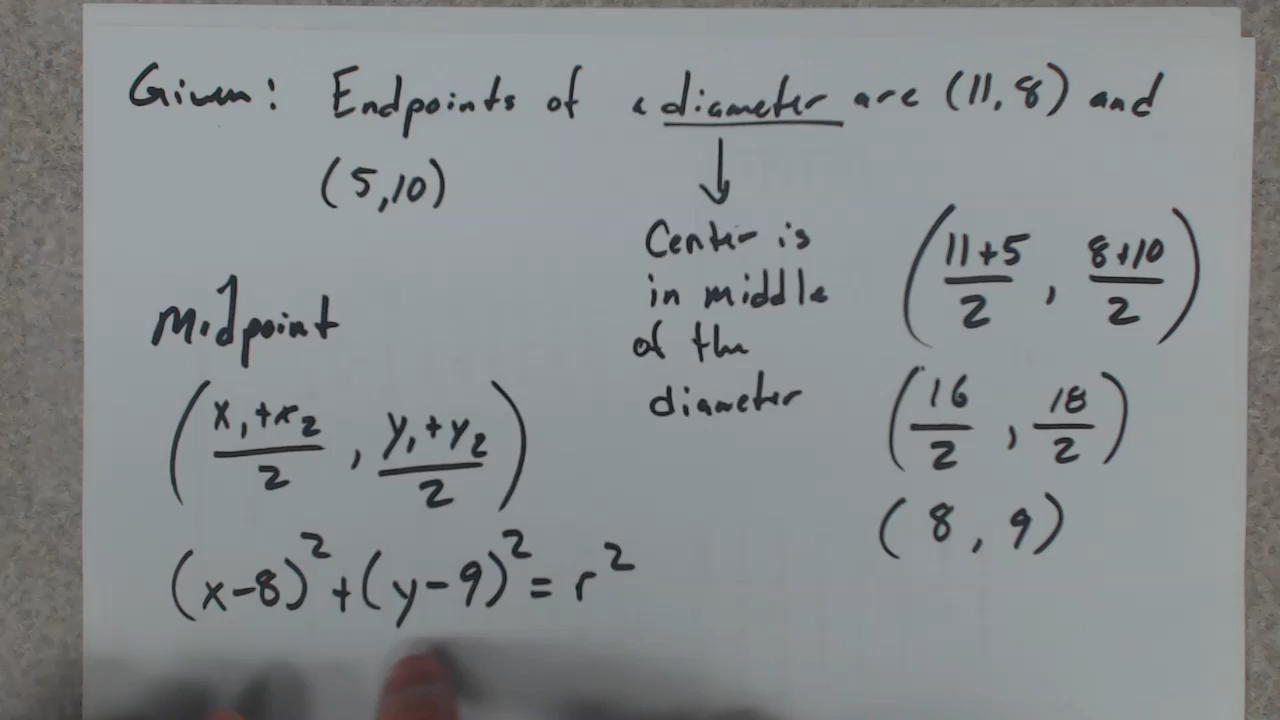 Given: Endpoints of a diameter are (11, 8) and
(5,10)
Center is
in middle
of the
diameter
Midpoint
(x₁+x₂/2, y₁+y₂/2)
(x-8)²+(y-9)²=r²
(11+5/2, 8+10/2)
(16/2, 18/2)
(8, 9)